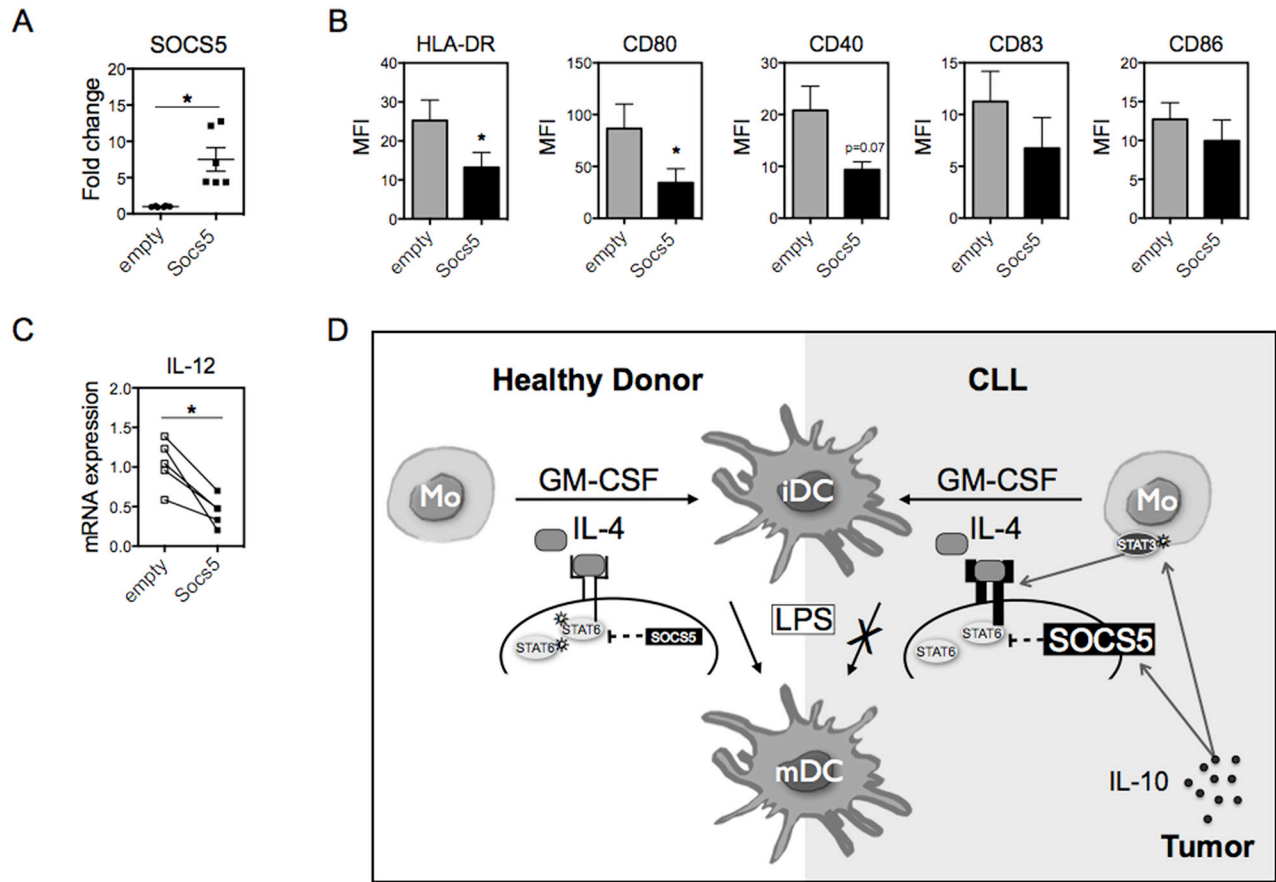 A
SOCS5
Fold change
20
15
10
5
0
*
empty
Socs5
B
HLA-DR
MFI
40
30
20
10
0
*
empty
Socs5
CD80
MFI
150
100
50
0
*
empty
Socs5
CD40
MFI
30
20
10
0
p=0.07
empty
Socs5
CD83
MFI
15
10
5
0
empty
Socs5
CD86
MFI
20
15
10
5
0
empty
Socs5
C
IL-12
mRNA expression
2.0
1.5
1.0
0.5
0.0
*
empty
Socs5
D
Healthy Donor
CLL
Mo
GM-CSF
iDC
GM-CSF
Mo
IL-4
IL-4
STAT3
LPS
STAT6
STAT6
SOCS5
STAT6
STAT6
SOCS5
mDC
IL-10
Tumor